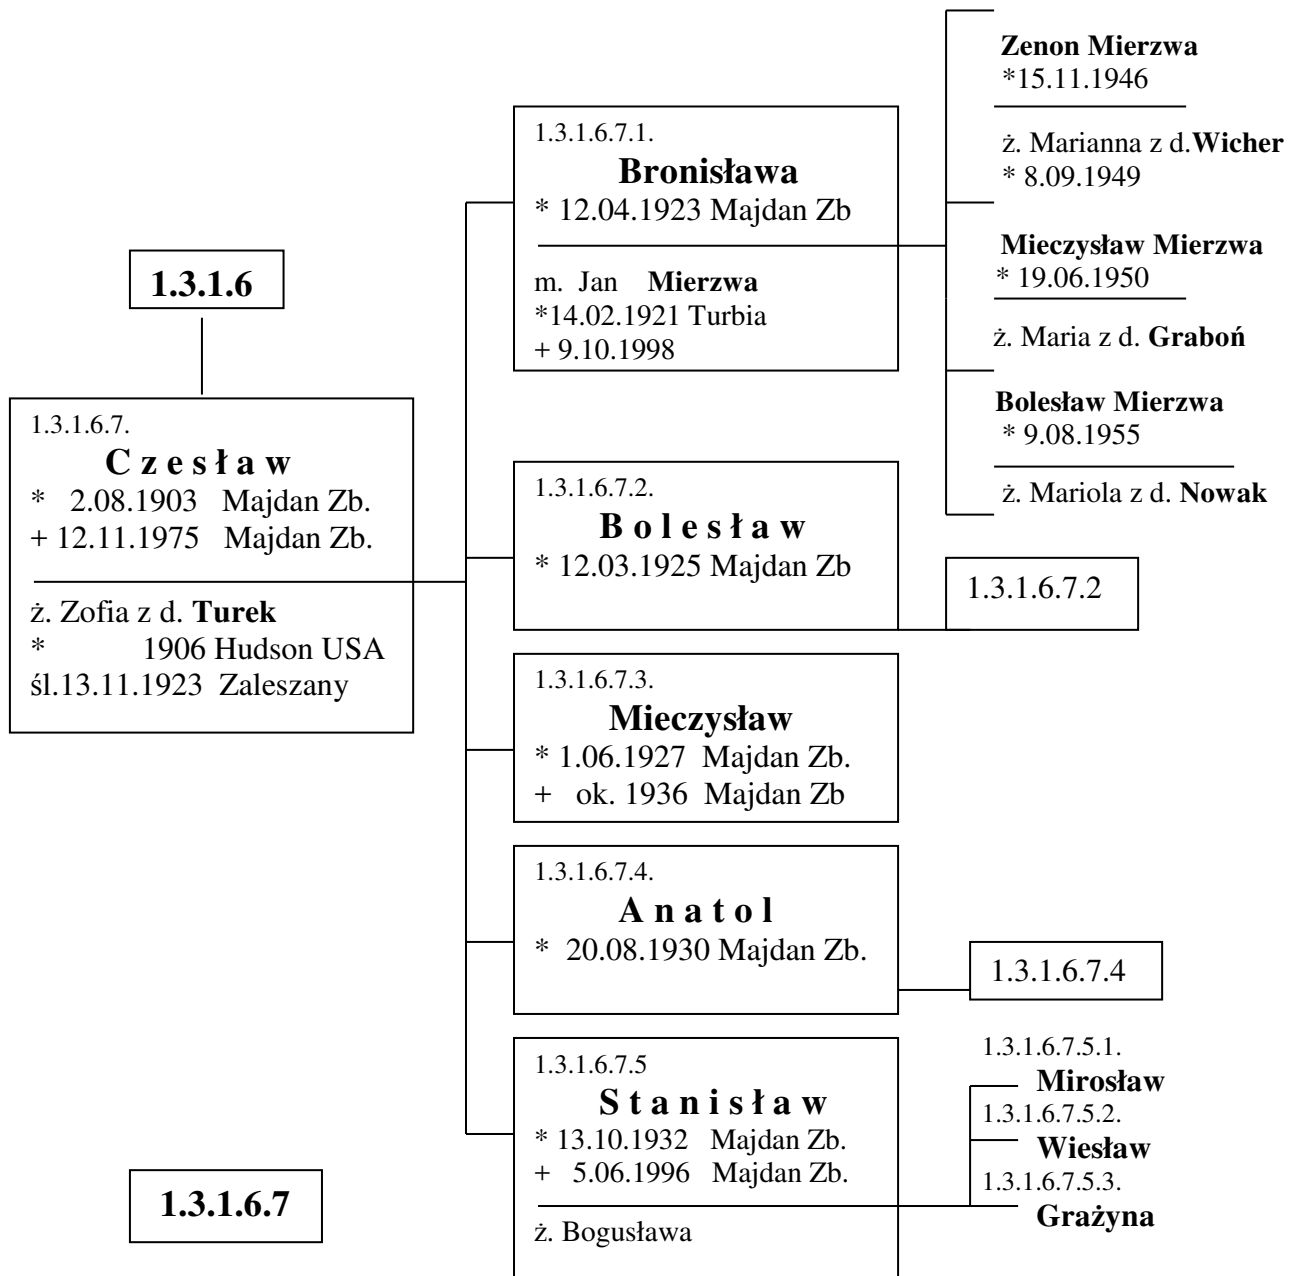 1.3.1.6
1.3.1.6.7.
Czesław
* 2.08.1903 Majdan Zb.
+ 12.11.1975 Majdan Zb.
ż. Zofia z d. Turek
* 1906 Hudson USA
śl.13.11.1923 Zaleszany
1.3.1.6.7
1.3.1.6.7.1.
Bronisława
* 12.04.1923 Majdan Zb
m. Jan Mierzwa
*14.02.1921 Turbia
+ 9.10.1998
1.3.1.6.7.2.
Bolesław
* 12.03.1925 Majdan Zb
1.3.1.6.7.3.
Mieczysław
* 1.06.1927 Majdan Zb.
+ ok. 1936 Majdan Zb
1.3.1.6.7.4.
Anatol
* 20.08.1930 Majdan Zb.
1.3.1.6.7.5
Stanisław
* 13.10.1932 Majdan Zb.
+ 5.06.1996 Majdan Zb.
ż. Bogusława
Zenon Mierzwa
*15.11.1946
ż. Marianna z d.Wicher
* 8.09.1949
Mieczysław Mierzwa
* 19.06.1950
ż. Maria z d. Graboń
Bolesław Mierzwa
* 9.08.1955
ż. Mariola z d. Nowak
1.3.1.6.7.2
1.3.1.6.7.4
1.3.1.6.7.5.1.
Mirosław
1.3.1.6.7.5.2.
Wiesław
1.3.1.6.7.5.3.
Grażyna